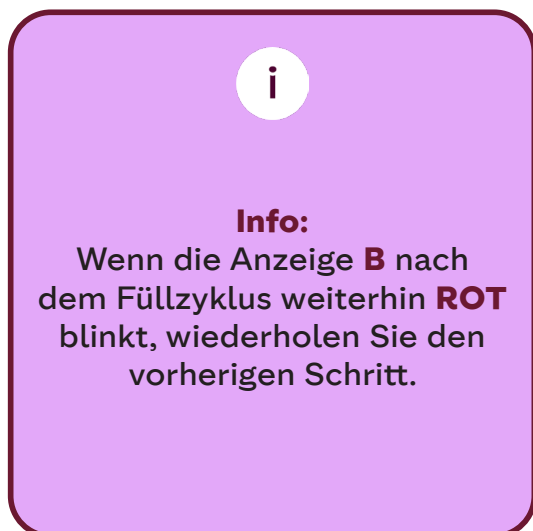 i
Info:
Wenn die Anzeige B nach
dem Füllzyklus weiterhin ROT
blinkt, wiederholen Sie den
vorherigen Schritt.